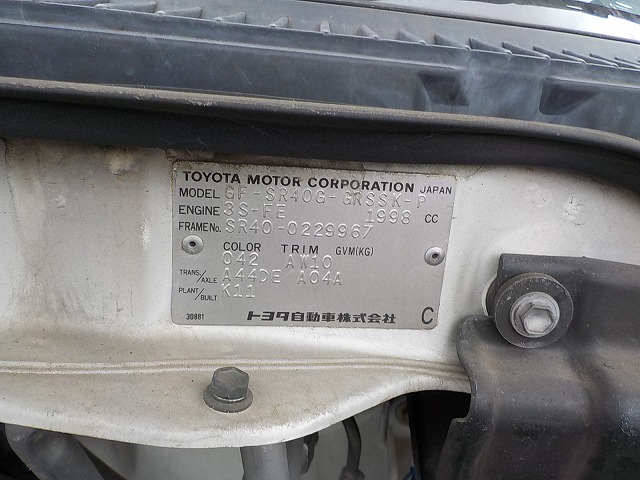 TOYOTA MOTOR CORPORATION JAPAN
MODEL GF-SR40G-GRSSK-P
ENGINE 3S-FE 1998 CC
FRAME No. SR40-0229967
COLOR TRIM GVM(KG)
042 AW10
TRANS./AXLE A44DE A04A
PLANT/BUILT K11
30881 トヨタ自動車株式会社 C